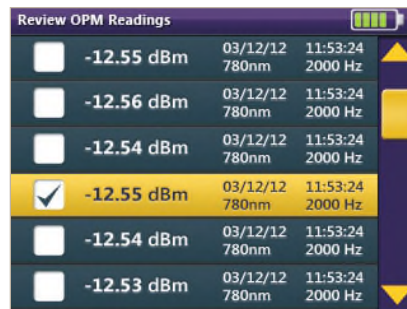 Review OPM Readings
-12.55 dBm 03/12/12 11:53:24
780nm 2000 Hz
-12.56 dBm 03/12/12 11:53:24
780nm 2000 Hz
-12.54 dBm 03/12/12 11:53:24
780nm 2000 Hz
-12.55 dBm 03/12/12 11:53:24
780nm 2000 Hz
-12.54 dBm 03/12/12 11:53:24
780nm 2000 Hz
-12.53 dBm 03/12/12 11:53:24
780nm 2000 Hz